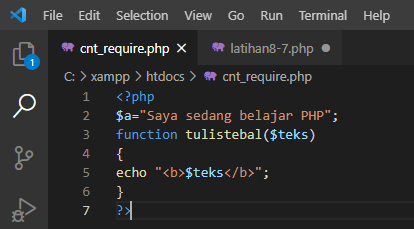 File Edit Selection View Go Run Terminal Help
cnt_require.php latihan8-7.php
C: > xampp > htdocs > cnt_require.php
1 <?php
2 $a="Saya sedang belajar PHP";
3 function tulistebal($teks)
4 {
5 echo "<b>$teks</b>";
6 }
7 ?>
1